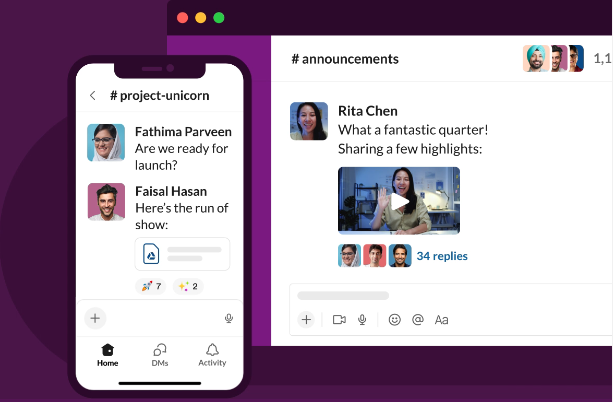 # announcements
1,1
Rita Chen
What a fantastic quarter!
Sharing a few highlights:
34 replies
Aa
# project-unicorn
Fathima Parveen
Are we ready for
launch?
Faisal Hasan
Here's the run of
show:
7
2
Home
DMs
Activity